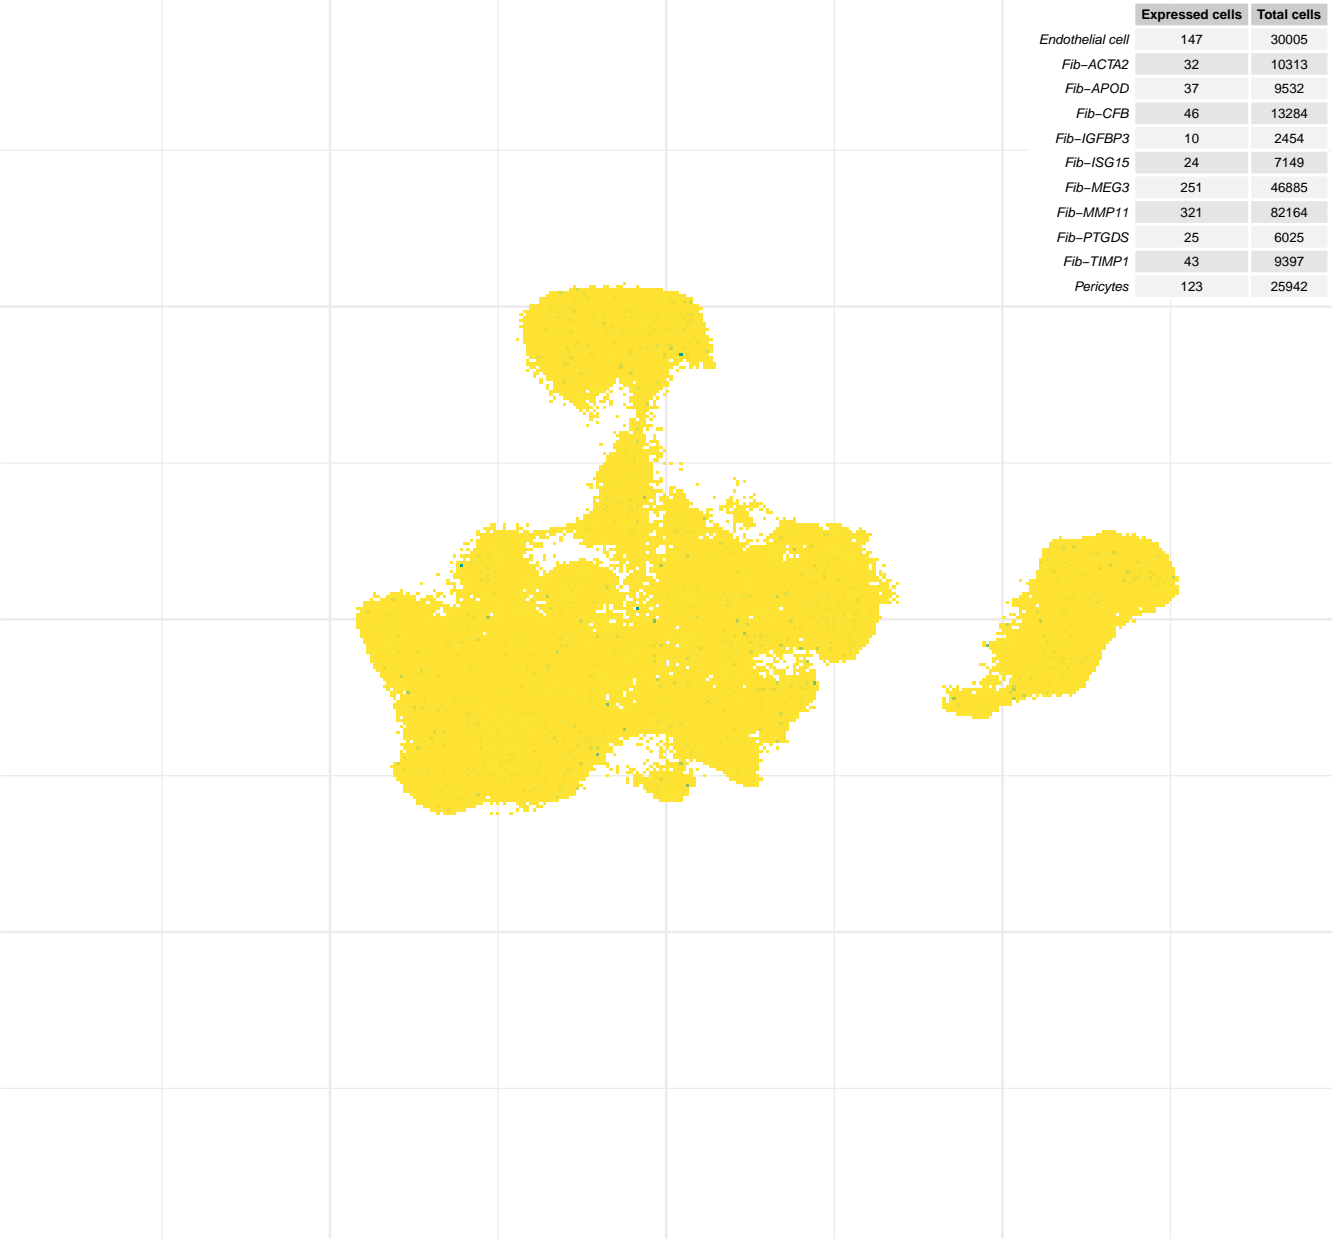 Expressed cells Total cells
Endothelial cell 147 30005
Fib−ACTA2 32 10313
Fib−APOD 37 9532
Fib−CFB 46 13284
Fib−IGFBP3 10 2454
Fib−ISG15 24 7149
Fib−MEG3 251 46885
Fib−MMP11 321 82164
Fib−PTGDS 25 6025
Fib−TIMP1 43 9397
Pericytes 123 25942